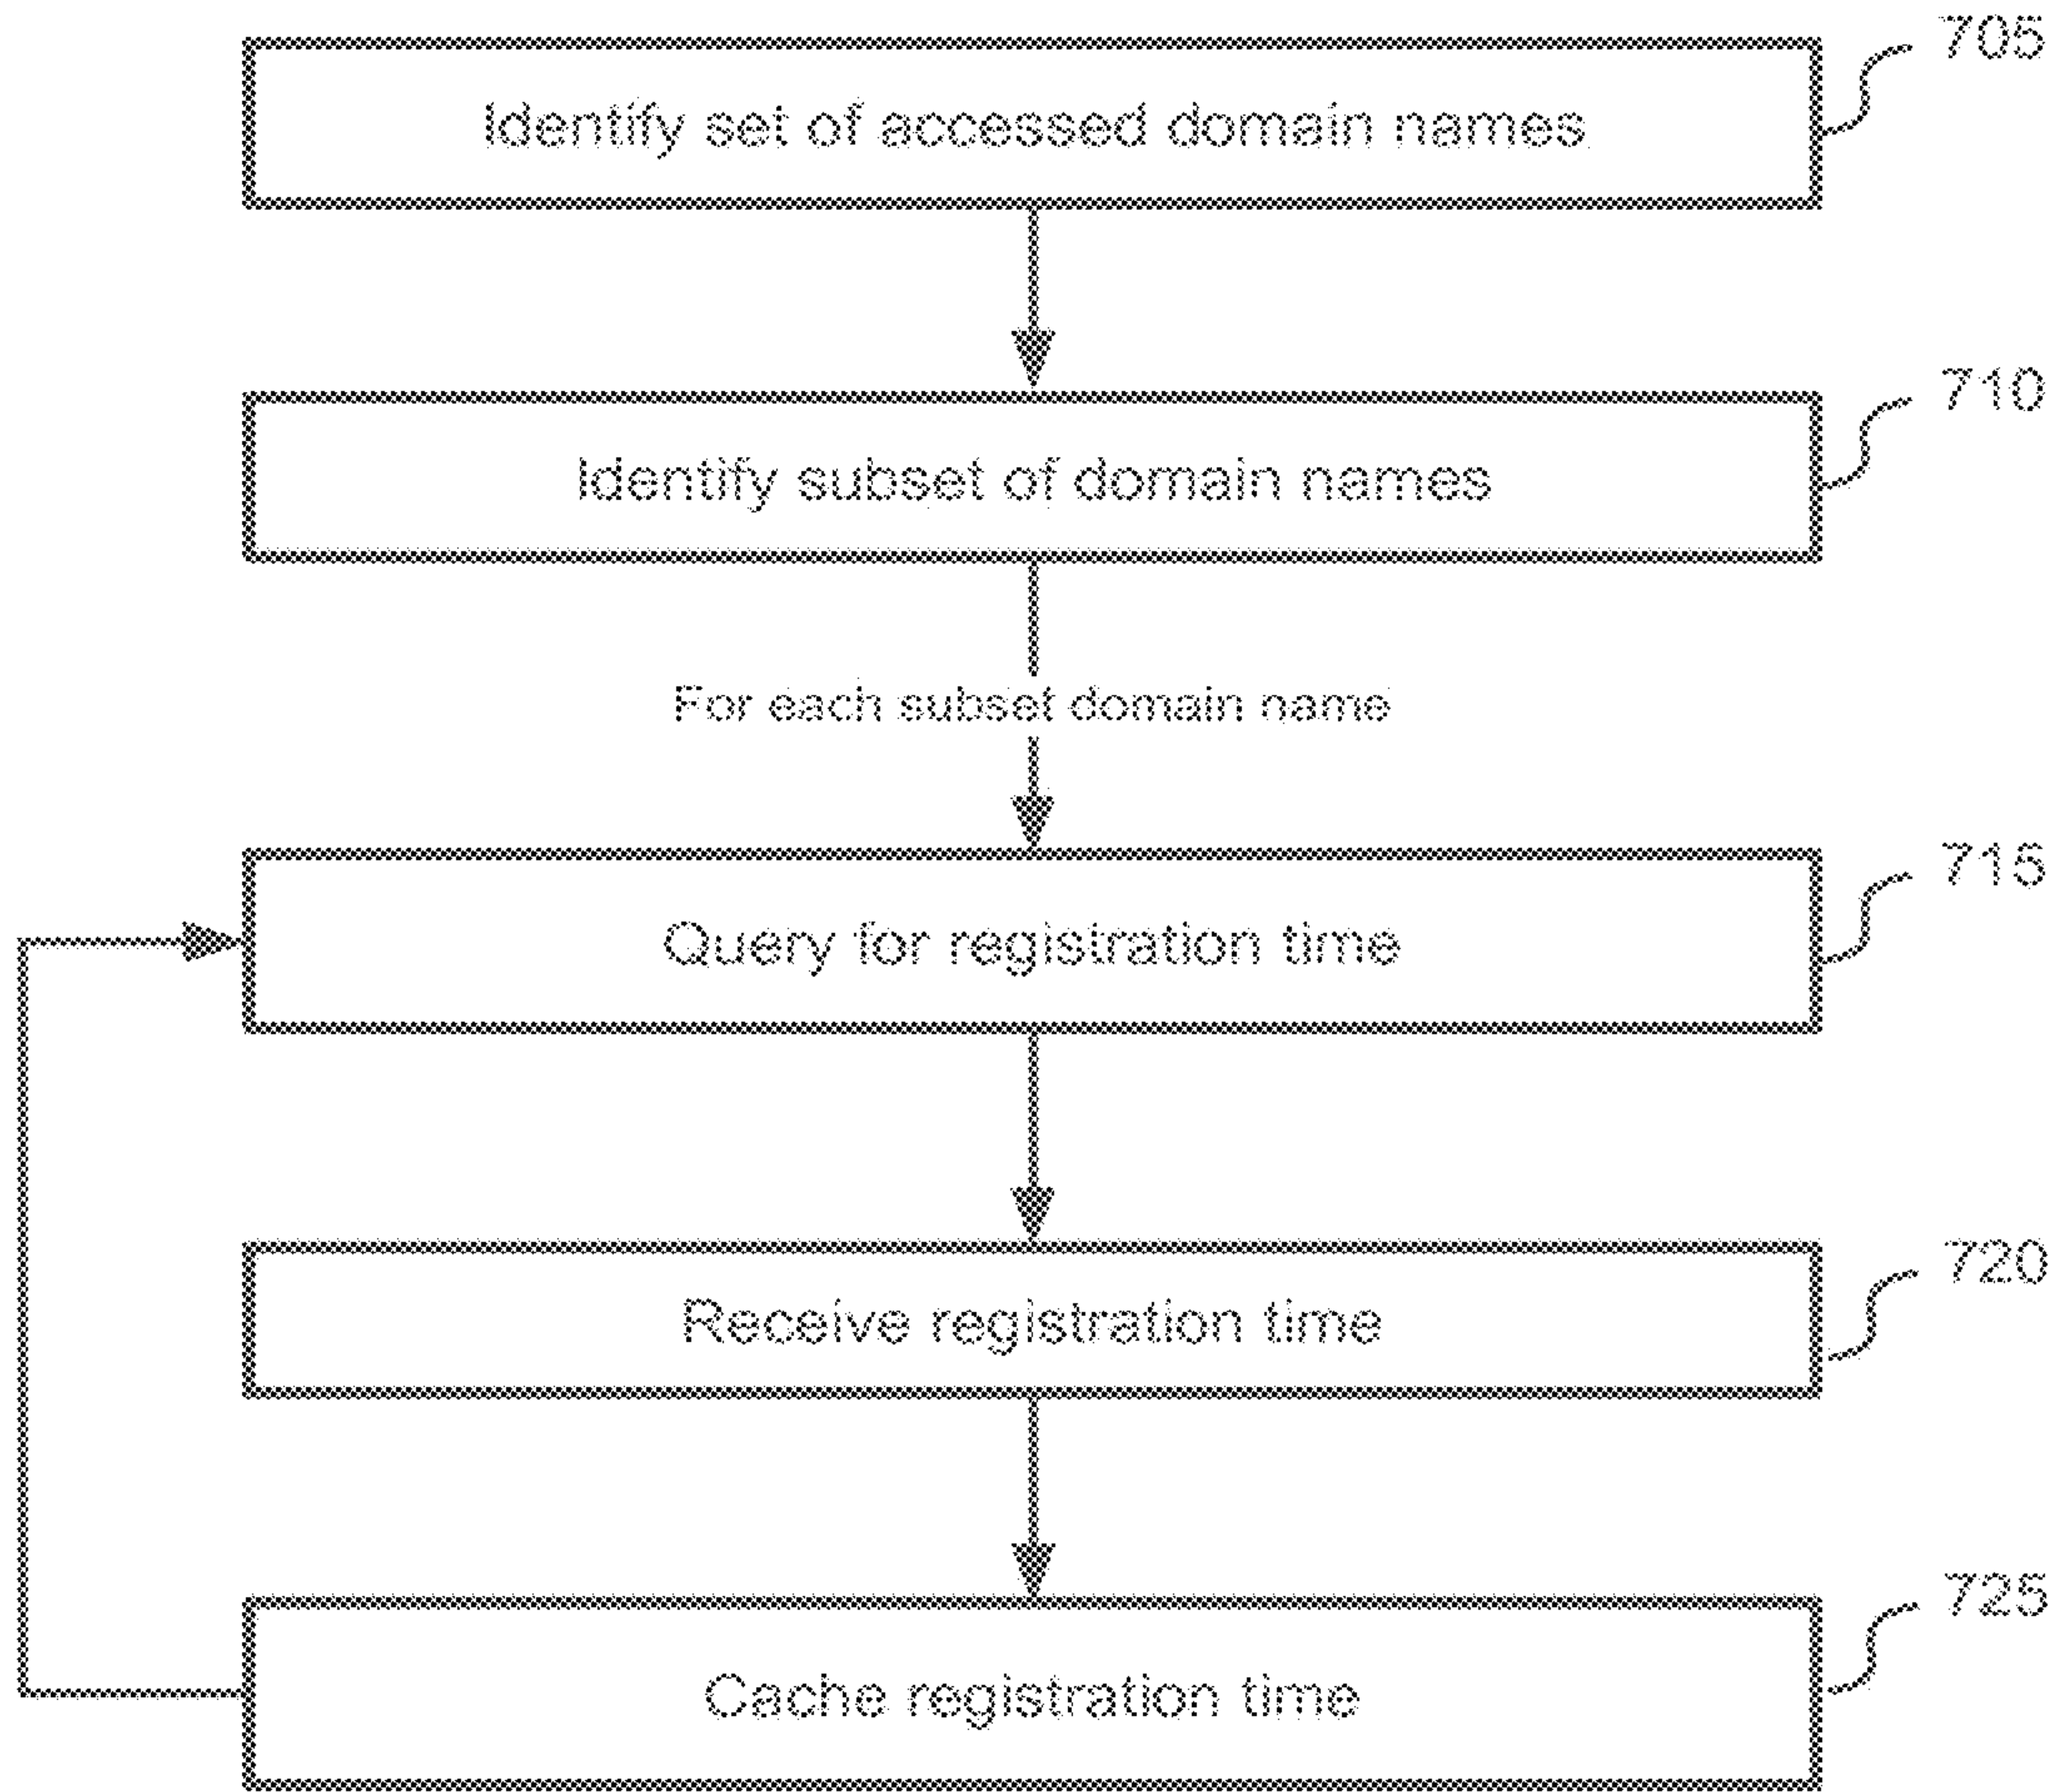 705
Identify set of accessed domain names
710
Identify subset of domain names
For each subset domain name
715
Query for registration time
720
Receive registration time
725
Cache registration time